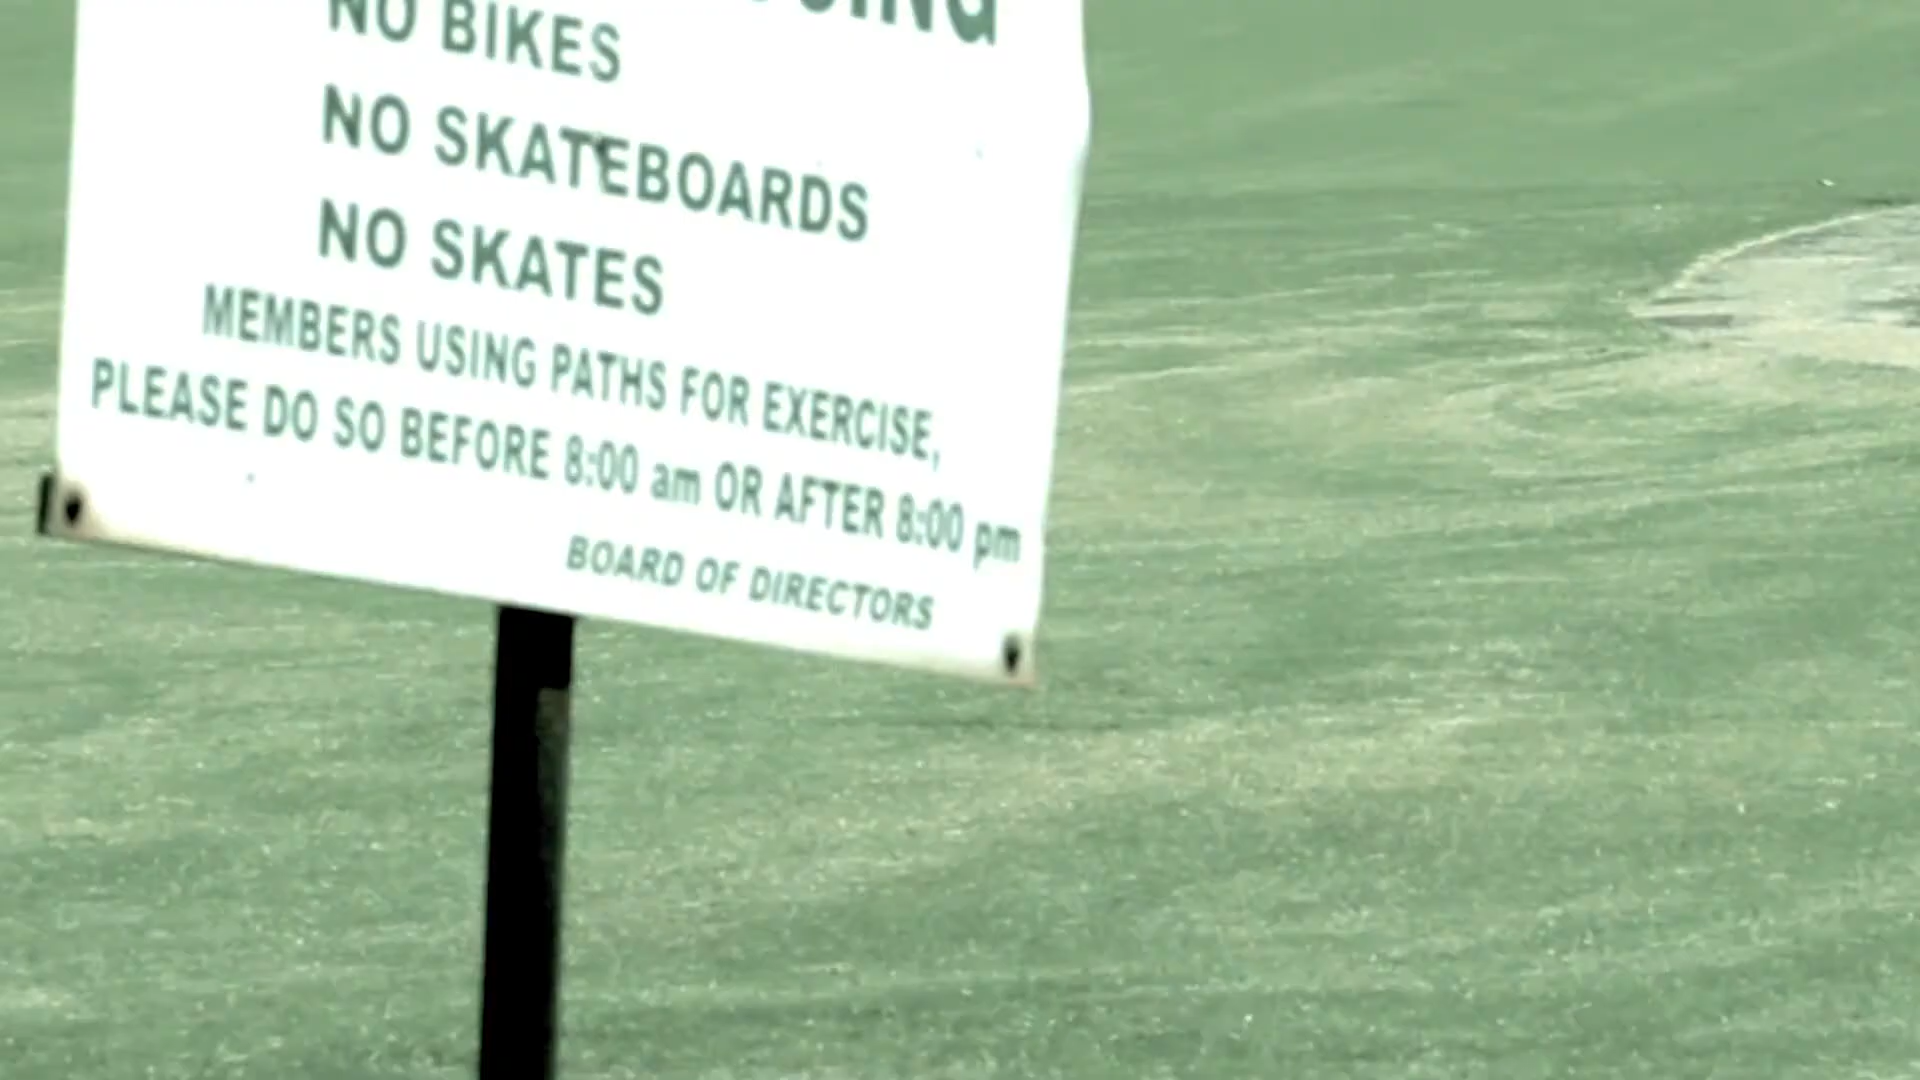 NO BIKES
NO SKATEBOARDS
NO SKATES
MEMBERS USING PATHS FOR EXERCISE,
PLEASE DO SO BEFORE 8:00 am OR AFTER 8:00 pm
BOARD OF DIRECTORS